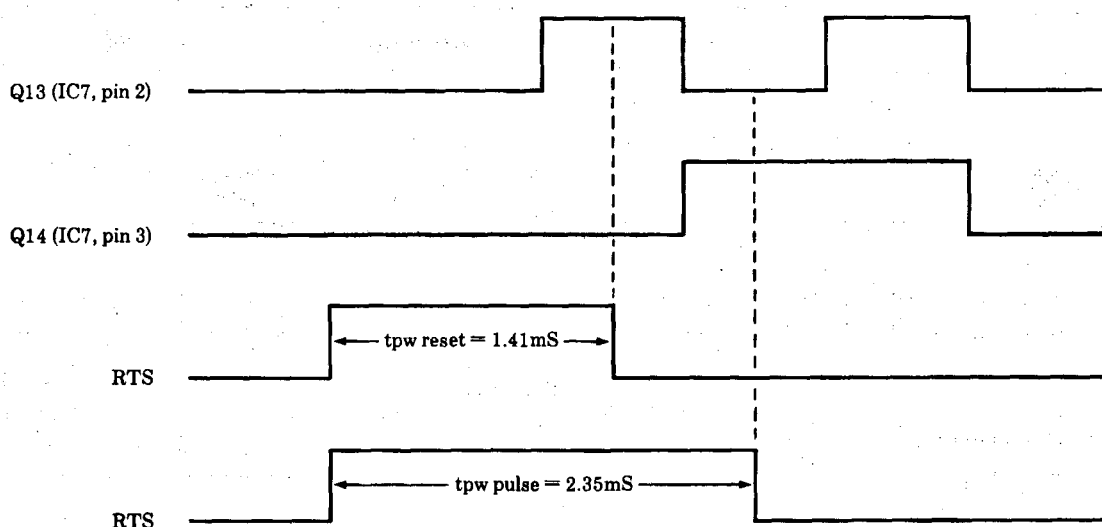 Q13 (IC7, pin 2)
Q14 (IC7, pin 3)
tpw reset = 1.41mS
RTS
tpw pulse = 2.35mS
RTS